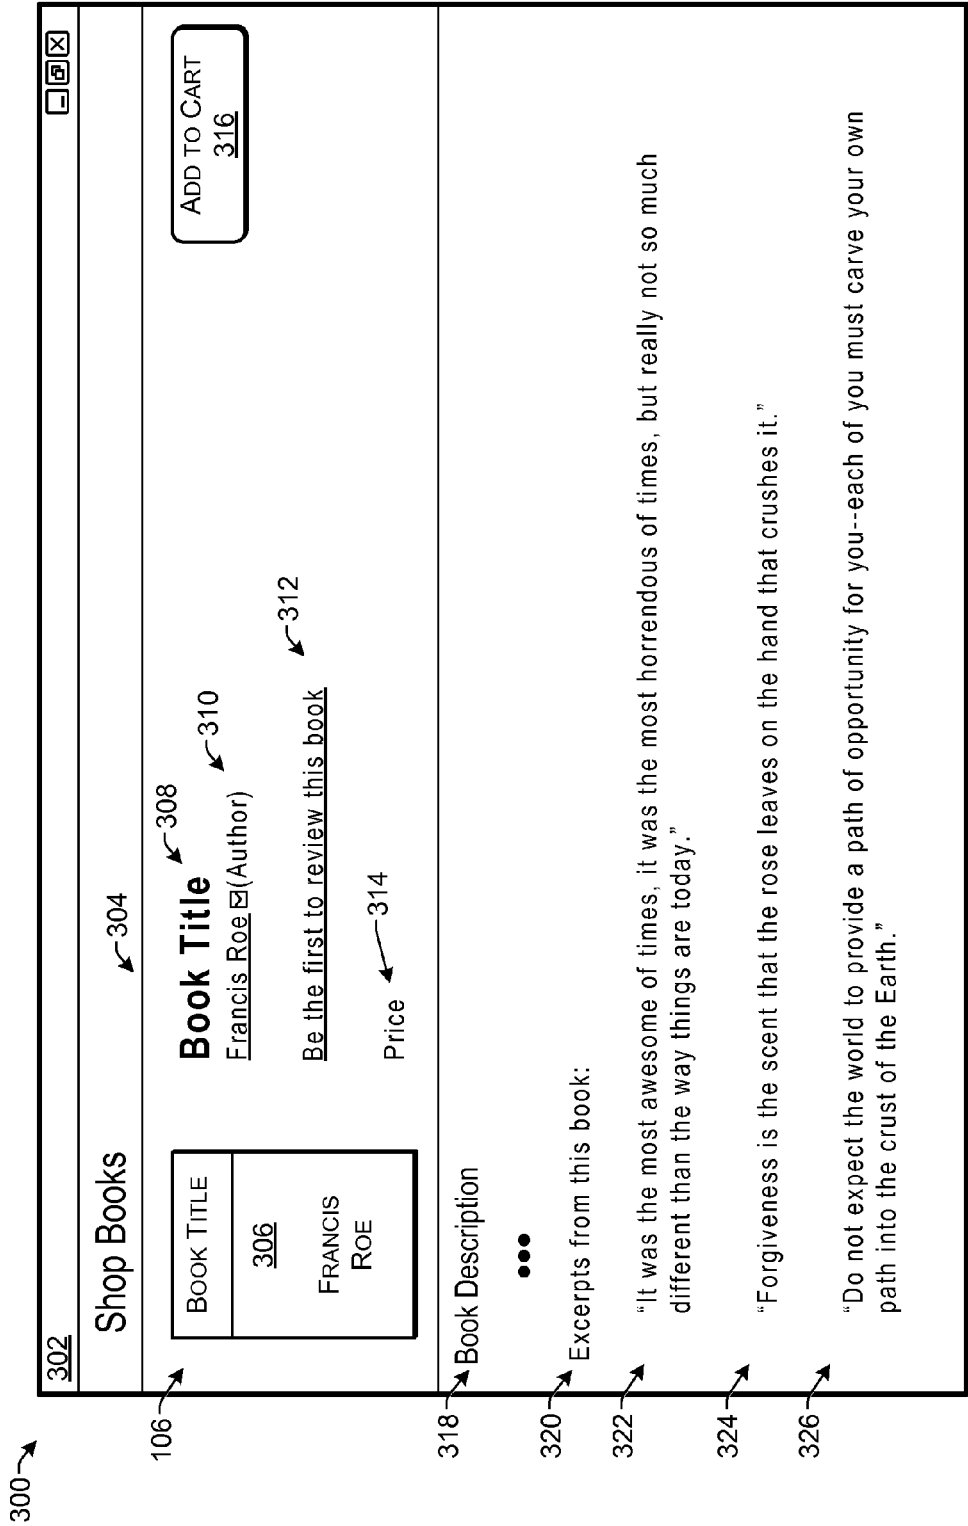 300
302
304
Shop Books
106
BOOK TITLE
306
FRANCIS
ROE
Book Title
308
Francis Roe ☑(Author)
310
Be the first to review this book
312
Price
314
ADD TO CART
316
318
Book Description
●●●
320
Excerpts from this book:
322
“It was the most awesome of times, it was the most horrendous of times, but really not so much
different than the way things are today.”
324
“Forgiveness is the scent that the rose leaves on the hand that crushes it.”
326
“Do not expect the world to provide a path of opportunity for you--each of you must carve your own
path into the crust of the Earth.”